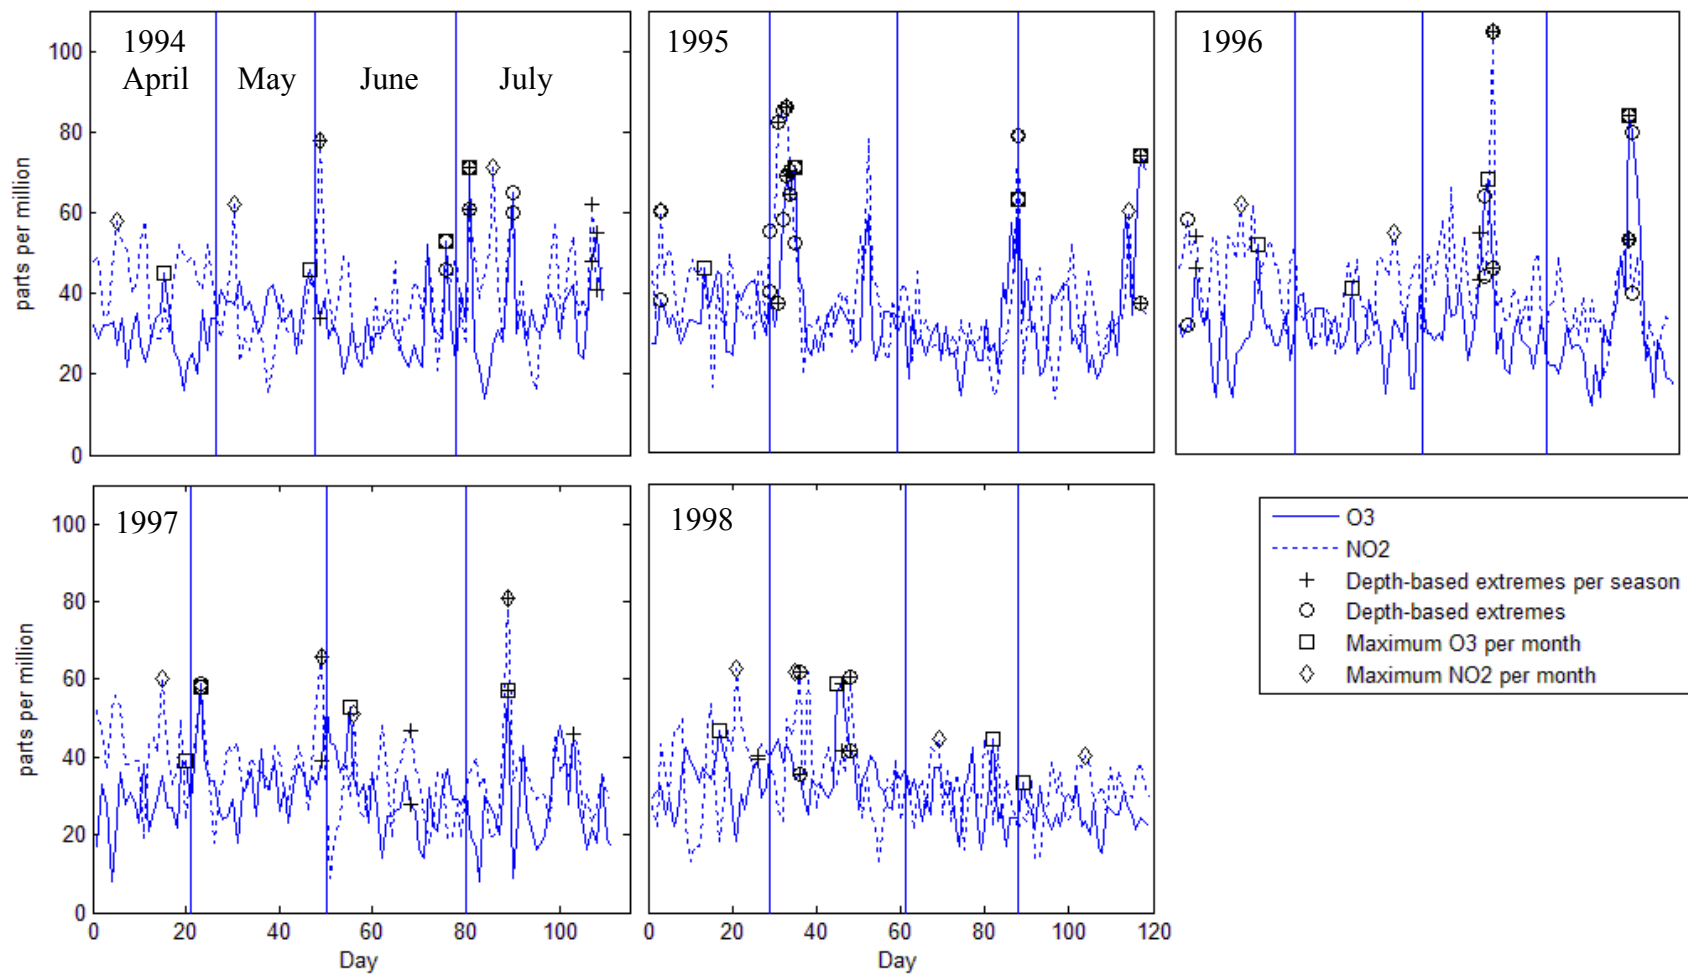 1994
April
May
June
July
1995
1996
100
80
60
40
20
0
parts per million
1997
1998
100
80
60
40
20
0
parts per million
0
20
40
60
80
100
Day
0
20
40
60
80
100
120
Day
O3
NO2
Depth-based extremes per season
Depth-based extremes
Maximum O3 per month
Maximum NO2 per month